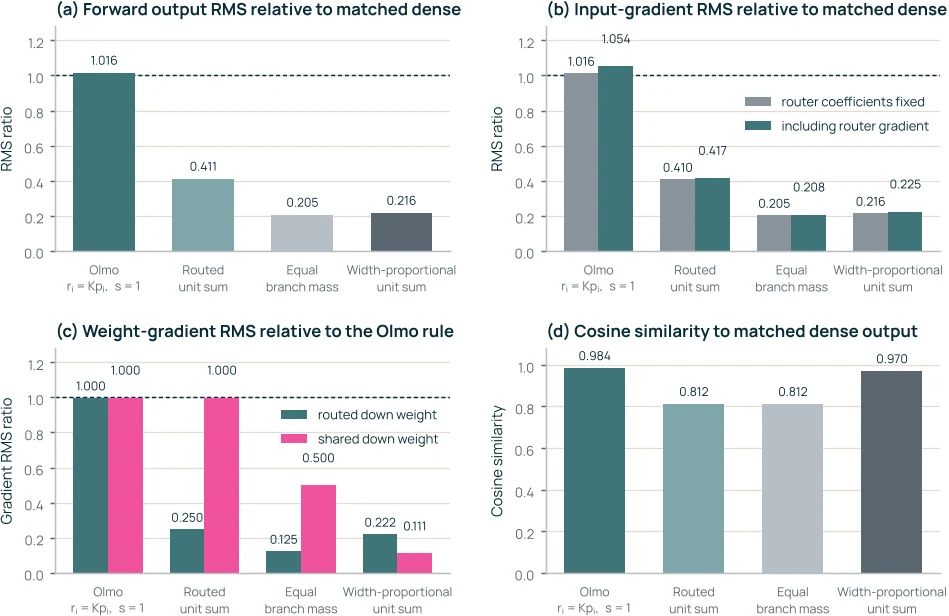 (a) Forward output RMS relative to matched dense
RMS ratio
1.2
1.0
0.8
0.6
0.4
0.2
0.0
1.016
0.411
0.205
0.216
Olmo
rᵢ = Kpᵢ, s = 1
Routed
unit sum
Equal
branch mass
Width-proportional
unit sum
(b) Input-gradient RMS relative to matched dense
RMS ratio
1.2
1.0
0.8
0.6
0.4
0.2
0.0
1.016
1.054
0.410
0.417
0.205
0.208
0.216
0.225
router coefficients fixed
including router gradient
Olmo
rᵢ = Kpᵢ, s = 1
Routed
unit sum
Equal
branch mass
Width-proportional
unit sum
(c) Weight-gradient RMS relative to the Olmo rule
Gradient RMS ratio
1.2
1.0
0.8
0.6
0.4
0.2
0.0
1.000
1.000
0.250
1.000
0.125
0.500
0.222
0.111
routed down weight
shared down weight
Olmo
rᵢ = Kpᵢ, s = 1
Routed
unit sum
Equal
branch mass
Width-proportional
unit sum
(d) Cosine similarity to matched dense output
Cosine similarity
1.0
0.8
0.6
0.4
0.2
0.0
0.984
0.812
0.812
0.970
Olmo
rᵢ = Kpᵢ, s = 1
Routed
unit sum
Equal
branch mass
Width-proportional
unit sum